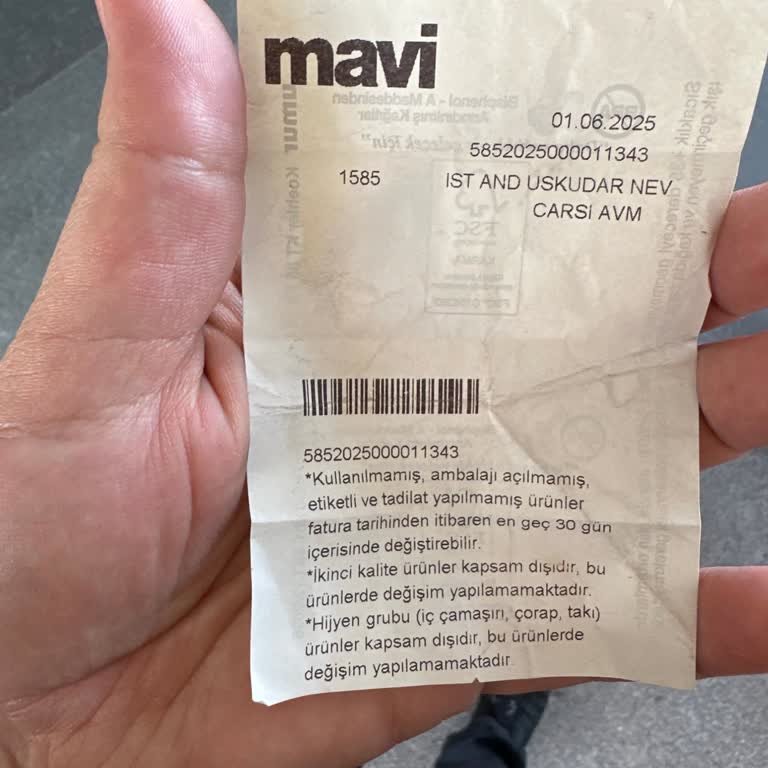 mavi
01.06.2025
5852025000011343
1585 IST AND USKUDAR NEV
CARSI AVM
5852025000011343
*Kullanılmamış, ambalajı açılmamış,
etiketli ve tadilat yapılmamış ürünler
fatura tarihinden itibaren en geç 30 gün
içerisinde değiştirebilir.
*İkinci kalite ürünler kapsam dışıdır, bu
ürünlerde değişim yapılamamaktadır.
*Hijyen grubu (iç çamaşırı, çorap, takı)
ürünler kapsam dışıdır, bu ürünlerde
değişim yapılamamaktadır